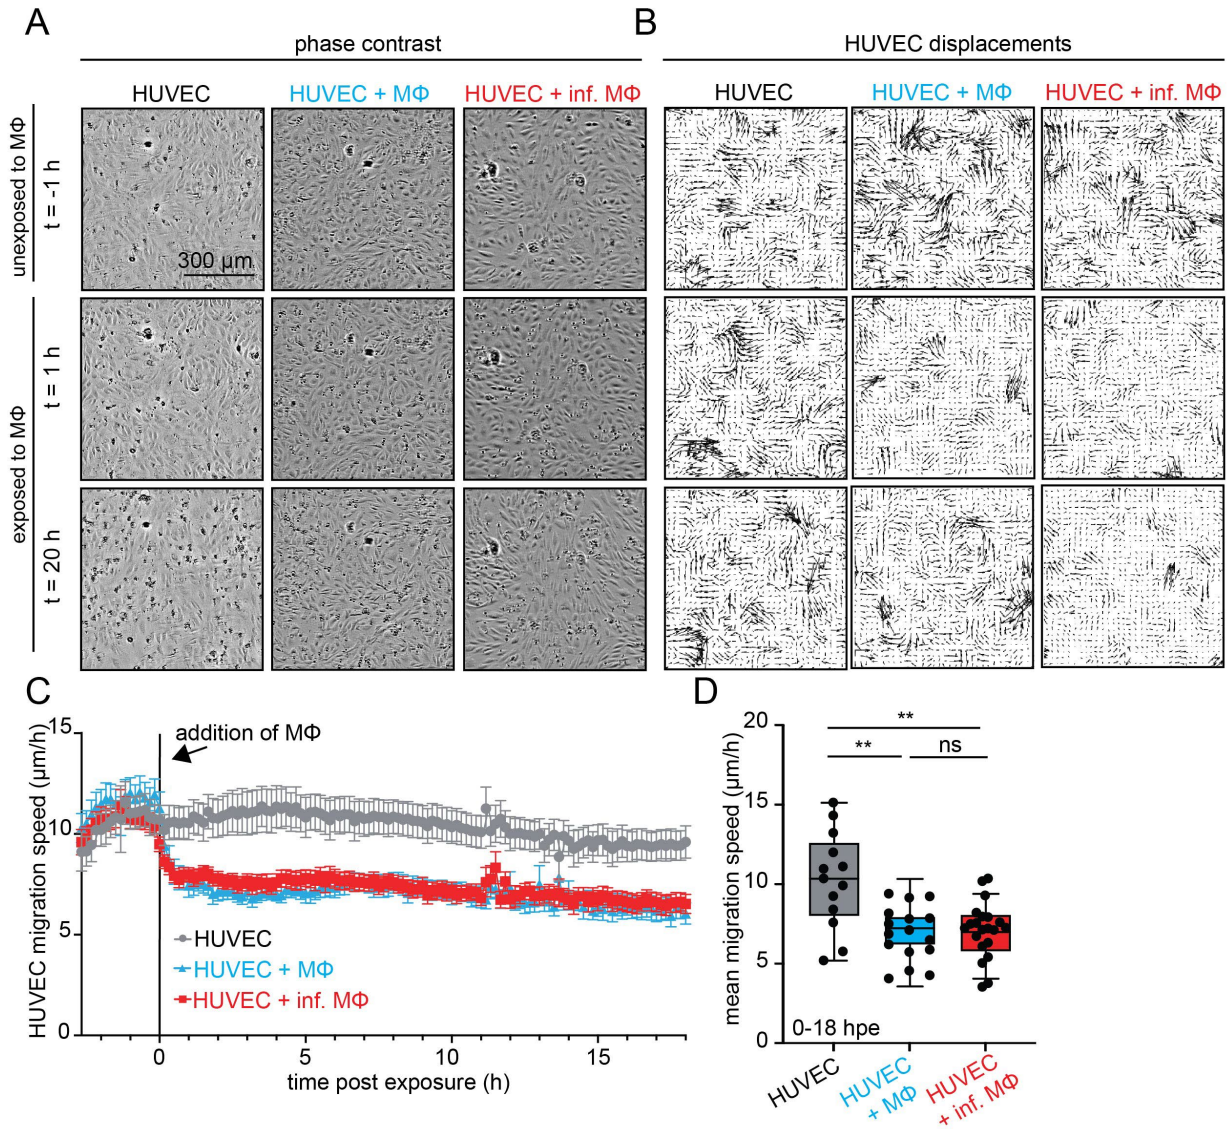 A
B
phase contrast
HUVEC displacements
HUVEC
HUVEC + MΦ
HUVEC + inf. MΦ
HUVEC
HUVEC + MΦ
HUVEC + inf. MΦ
unexposed to MΦ
t = -1 h
300 µm
exposed to MΦ
t = 1 h
t = 20 h
C
HUVEC migration speed (µm/h)
15
10
5
0
addition of MΦ
HUVEC
HUVEC + MΦ
HUVEC + inf. MΦ
0
5
10
15
time post exposure (h)
D
mean migration speed (µm/h)
20
15
10
5
0
**
**
ns
0-18 hpe
HUVEC
HUVEC
+ MΦ
HUVEC
+ inf. MΦ